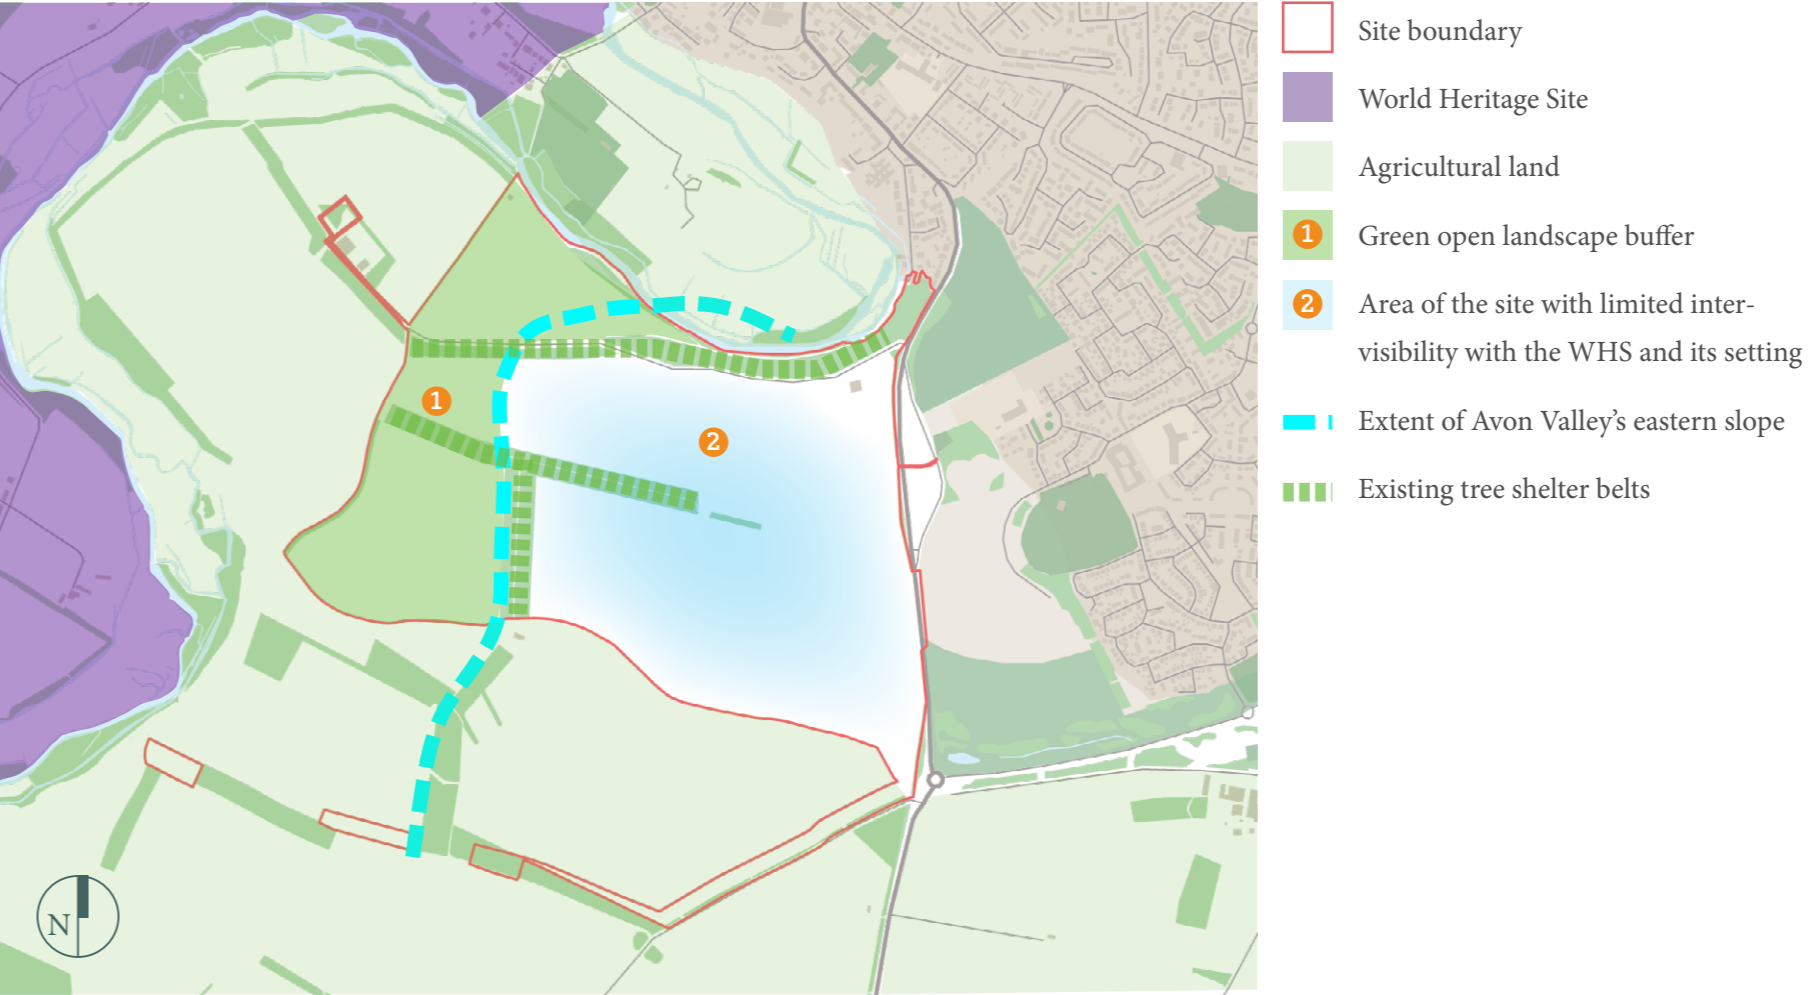 Site boundary
World Heritage Site
Agricultural land
1 Green open landscape buffer
2 Area of the site with limited inter-
visibility with the WHS and its setting
Extent of Avon Valley’s eastern slope
Existing tree shelter belts
1
2
N